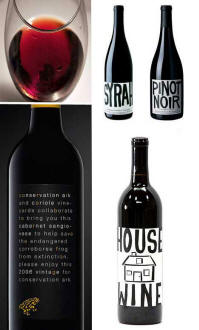 SYRAH
PINOT
NOIR
conservation ark
and coriole vine-
yards collaborate
to bring you this
cabernet sangio-
vese to help save
the endangered
corroboree frog
from extinction.
please enjoy this
2006 vintage for
conservation ark
HOUSE
WINE